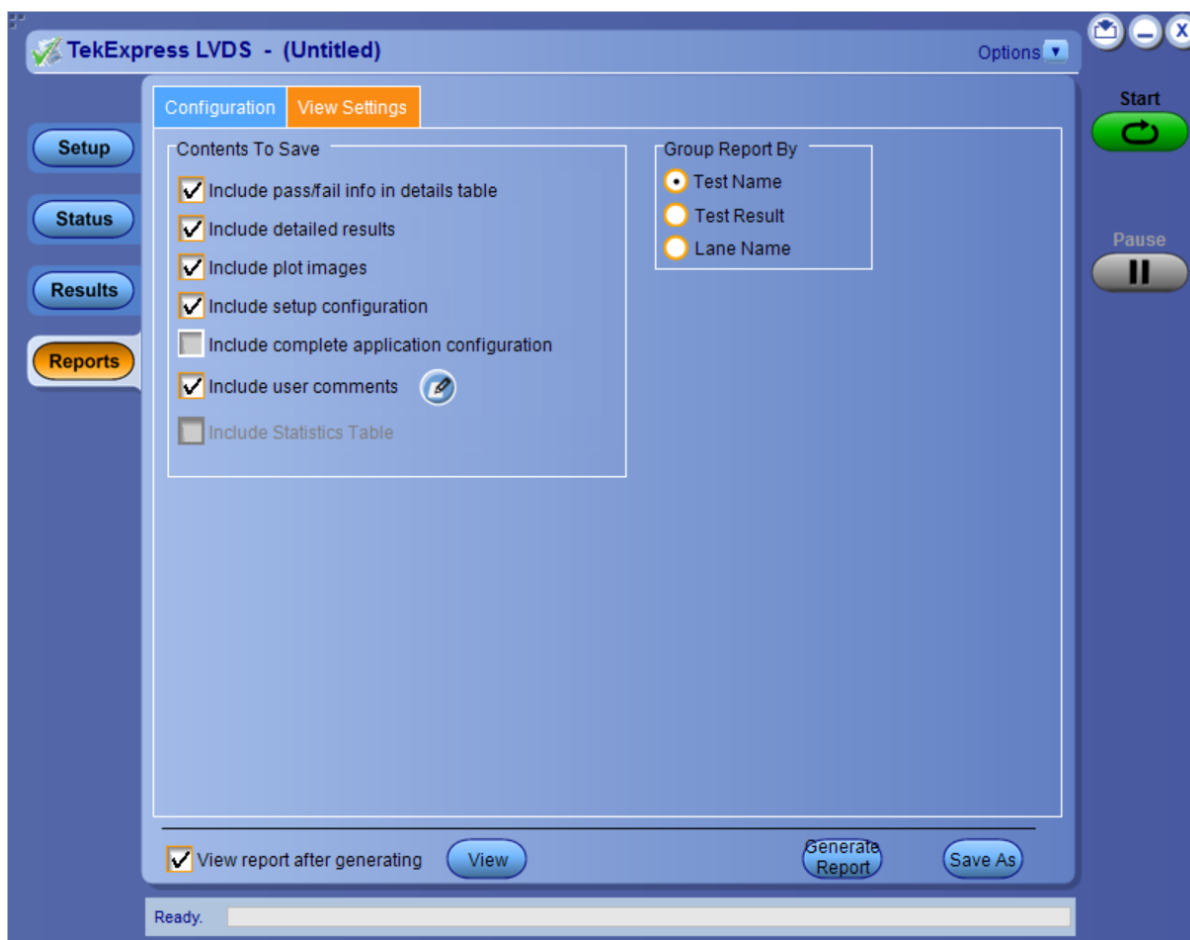 TekExpress LVDS - (Untitled)
Options
Start
Pause
Setup
Status
Results
Reports
Configuration
View Settings
Contents To Save
Include pass/fail info in details table
Include detailed results
Include plot images
Include setup configuration
Include complete application configuration
Include user comments
Include Statistics Table
Group Report By
Test Name
Test Result
Lane Name
View report after generating
View
Generate
Report
Save As
Ready.